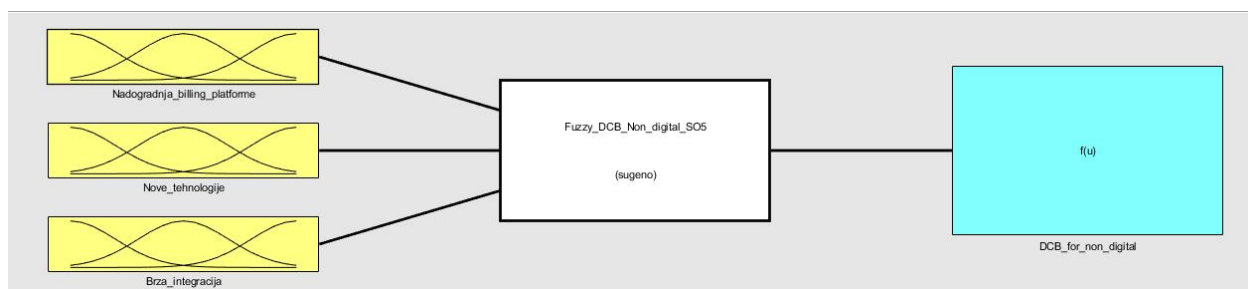 Nadogradnja_billing_platforme
Nove_tehnologije
Brza_integracija
Fuzzy_DCB_Non_digital_SO5
(sugeno)
f(u)
DCB_for_non_digital